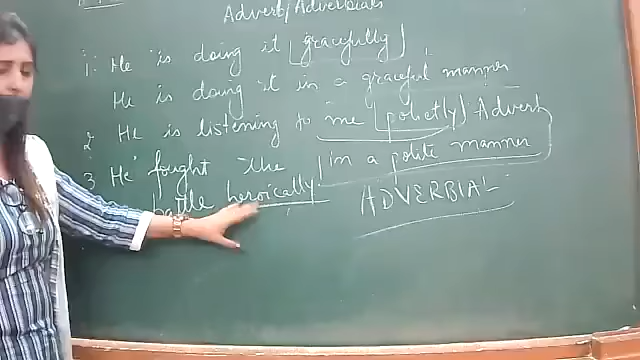 Adverb/Adverbials
1. He is doing it gracefully
He is doing it in a graceful manner
2 He is listening to me (politely) Adverb
in a polite manner
3 He fought the
battle heroically.
ADVERBIAL